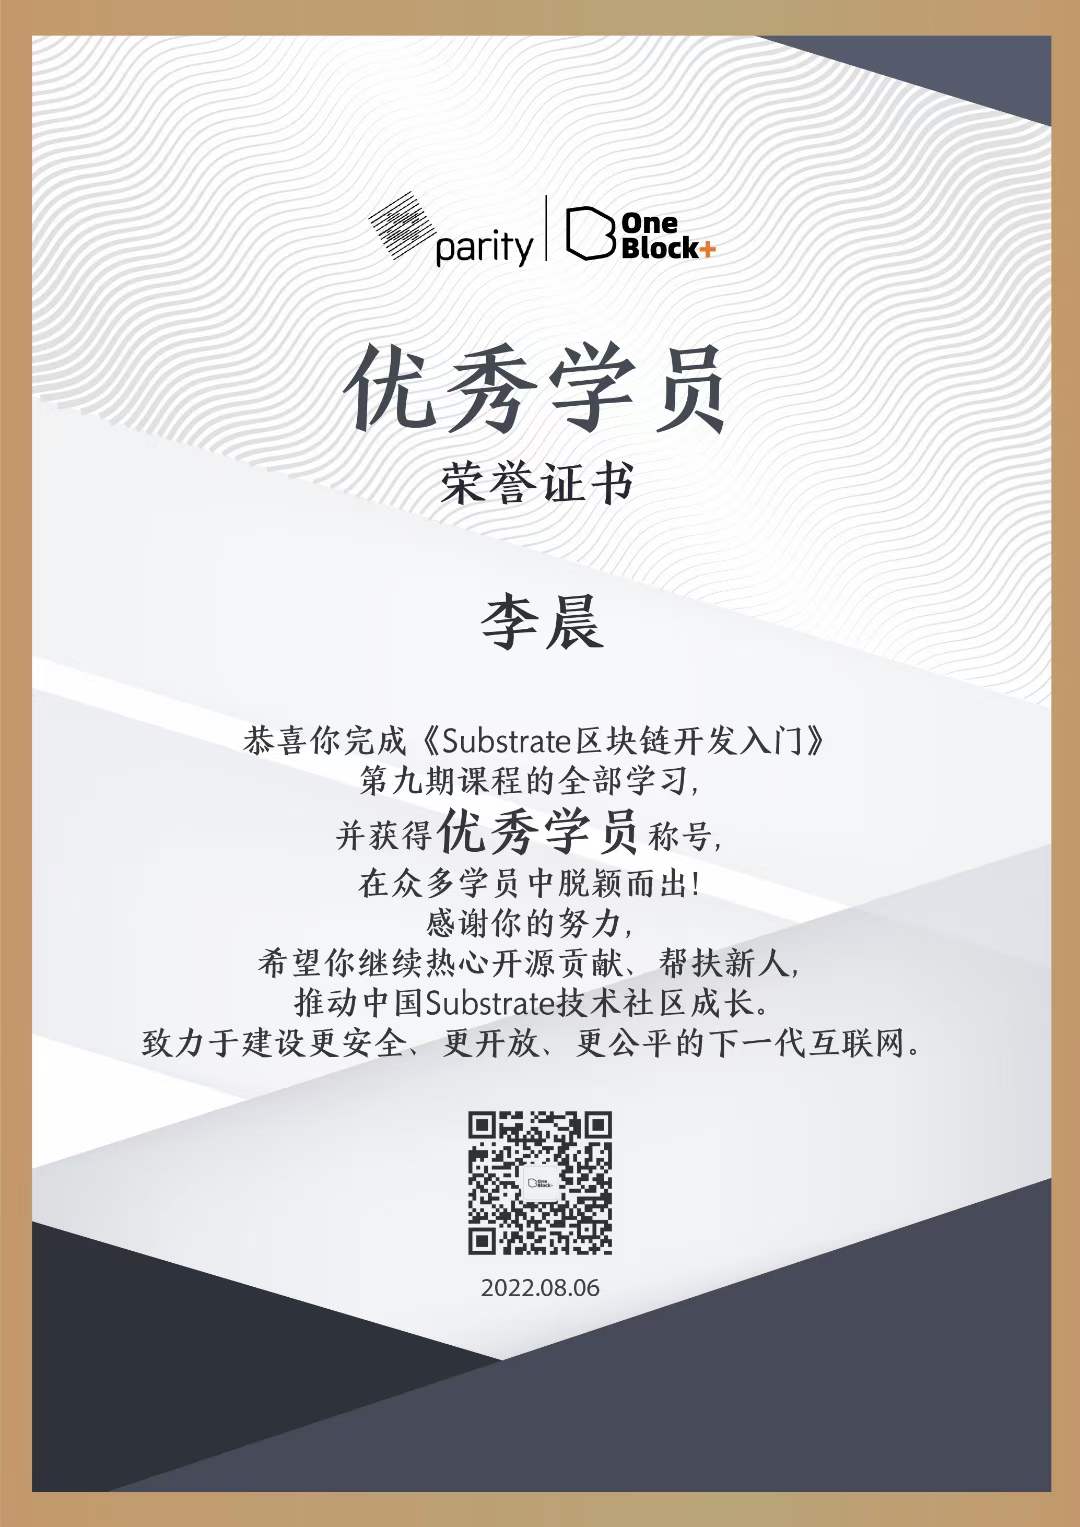 parity
One
Block+
优秀学员
荣誉证书
李晨
恭喜你完成《Substrate区块链开发入门》
第九期课程的全部学习,
并获得优秀学员称号,
在众多学员中脱颖而出!
感谢你的努力,
希望你继续热心开源贡献、帮扶新人,
推动中国Substrate技术社区成长。
致力于建设更安全、更开放、更公平的下一代互联网。
One
Block+
2022.08.06